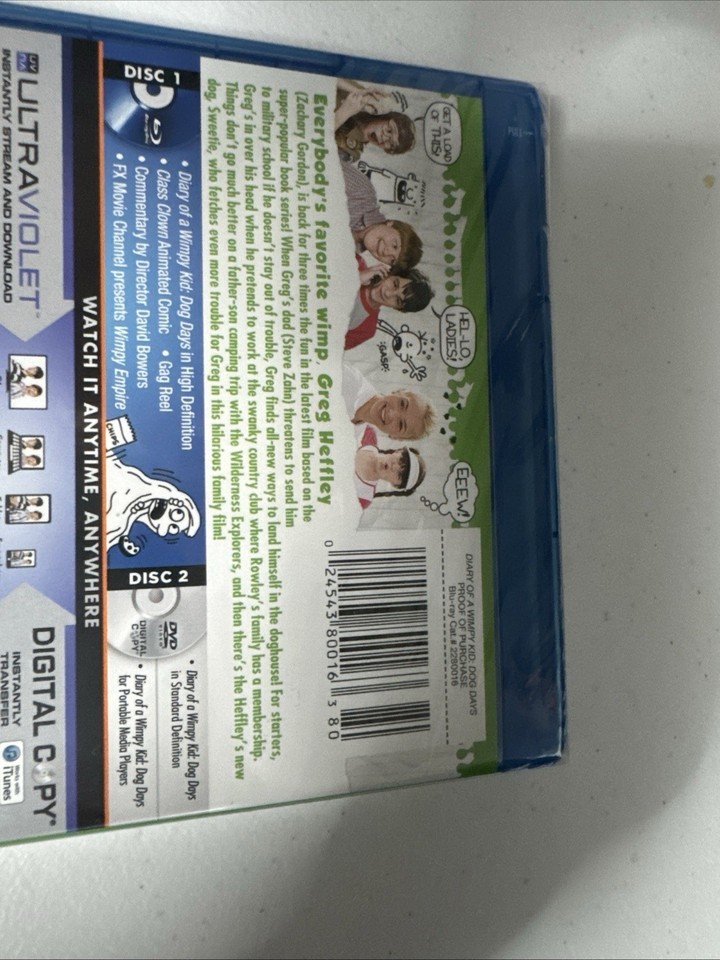 PULL
GET A LOAD
OF THIS!
HEL-LO,
LADIES!
EEEW!
*GASP*
DIARY OF A WIMPY KID: DOG DAYS
PROOF OF PURCHASE
Blu-ray Cat.# 2280016
0 24543 80016 3 80
Everybody's favorite wimp, Greg Heffley
(Zachary Gordon), is back for three times the fun in the latest film based on the
super-popular book series! When Greg's dad (Steve Zahn) threatens to send him
to military school if he doesn't stay out of trouble, Greg finds all-new ways to land himself in the doghouse! For starters,
Greg's in over his head when he pretends to work at the swanky country club where Rowley's family has a membership.
Things don't go much better on a father-son camping trip with the Wilderness Explorers, and then there's the Heffley's new
dog, Sweetie, who fetches even more trouble for Greg in this hilarious family film!
DISC 1
• Diary of a Wimpy Kid: Dog Days in High Definition
• Class Clown Animated Comic • Gag Reel
• Commentary by Director David Bowers
• FX Movie Channel presents Wimpy Empire
CHIPS
DISC 2
DVD
VIDEO
DIGITAL
COPY
• Diary of a Wimpy Kid: Dog Days
in Standard Definition
• Diary of a Wimpy Kid: Dog Days
for Portable Media Players
WATCH IT ANYTIME, ANYWHERE
UV
ULTRAVIOLET™
INSTANTLY STREAM AND DOWNLOAD
DIGITAL COPY
INSTANTLY
TRANSFER
Works with
iTunes